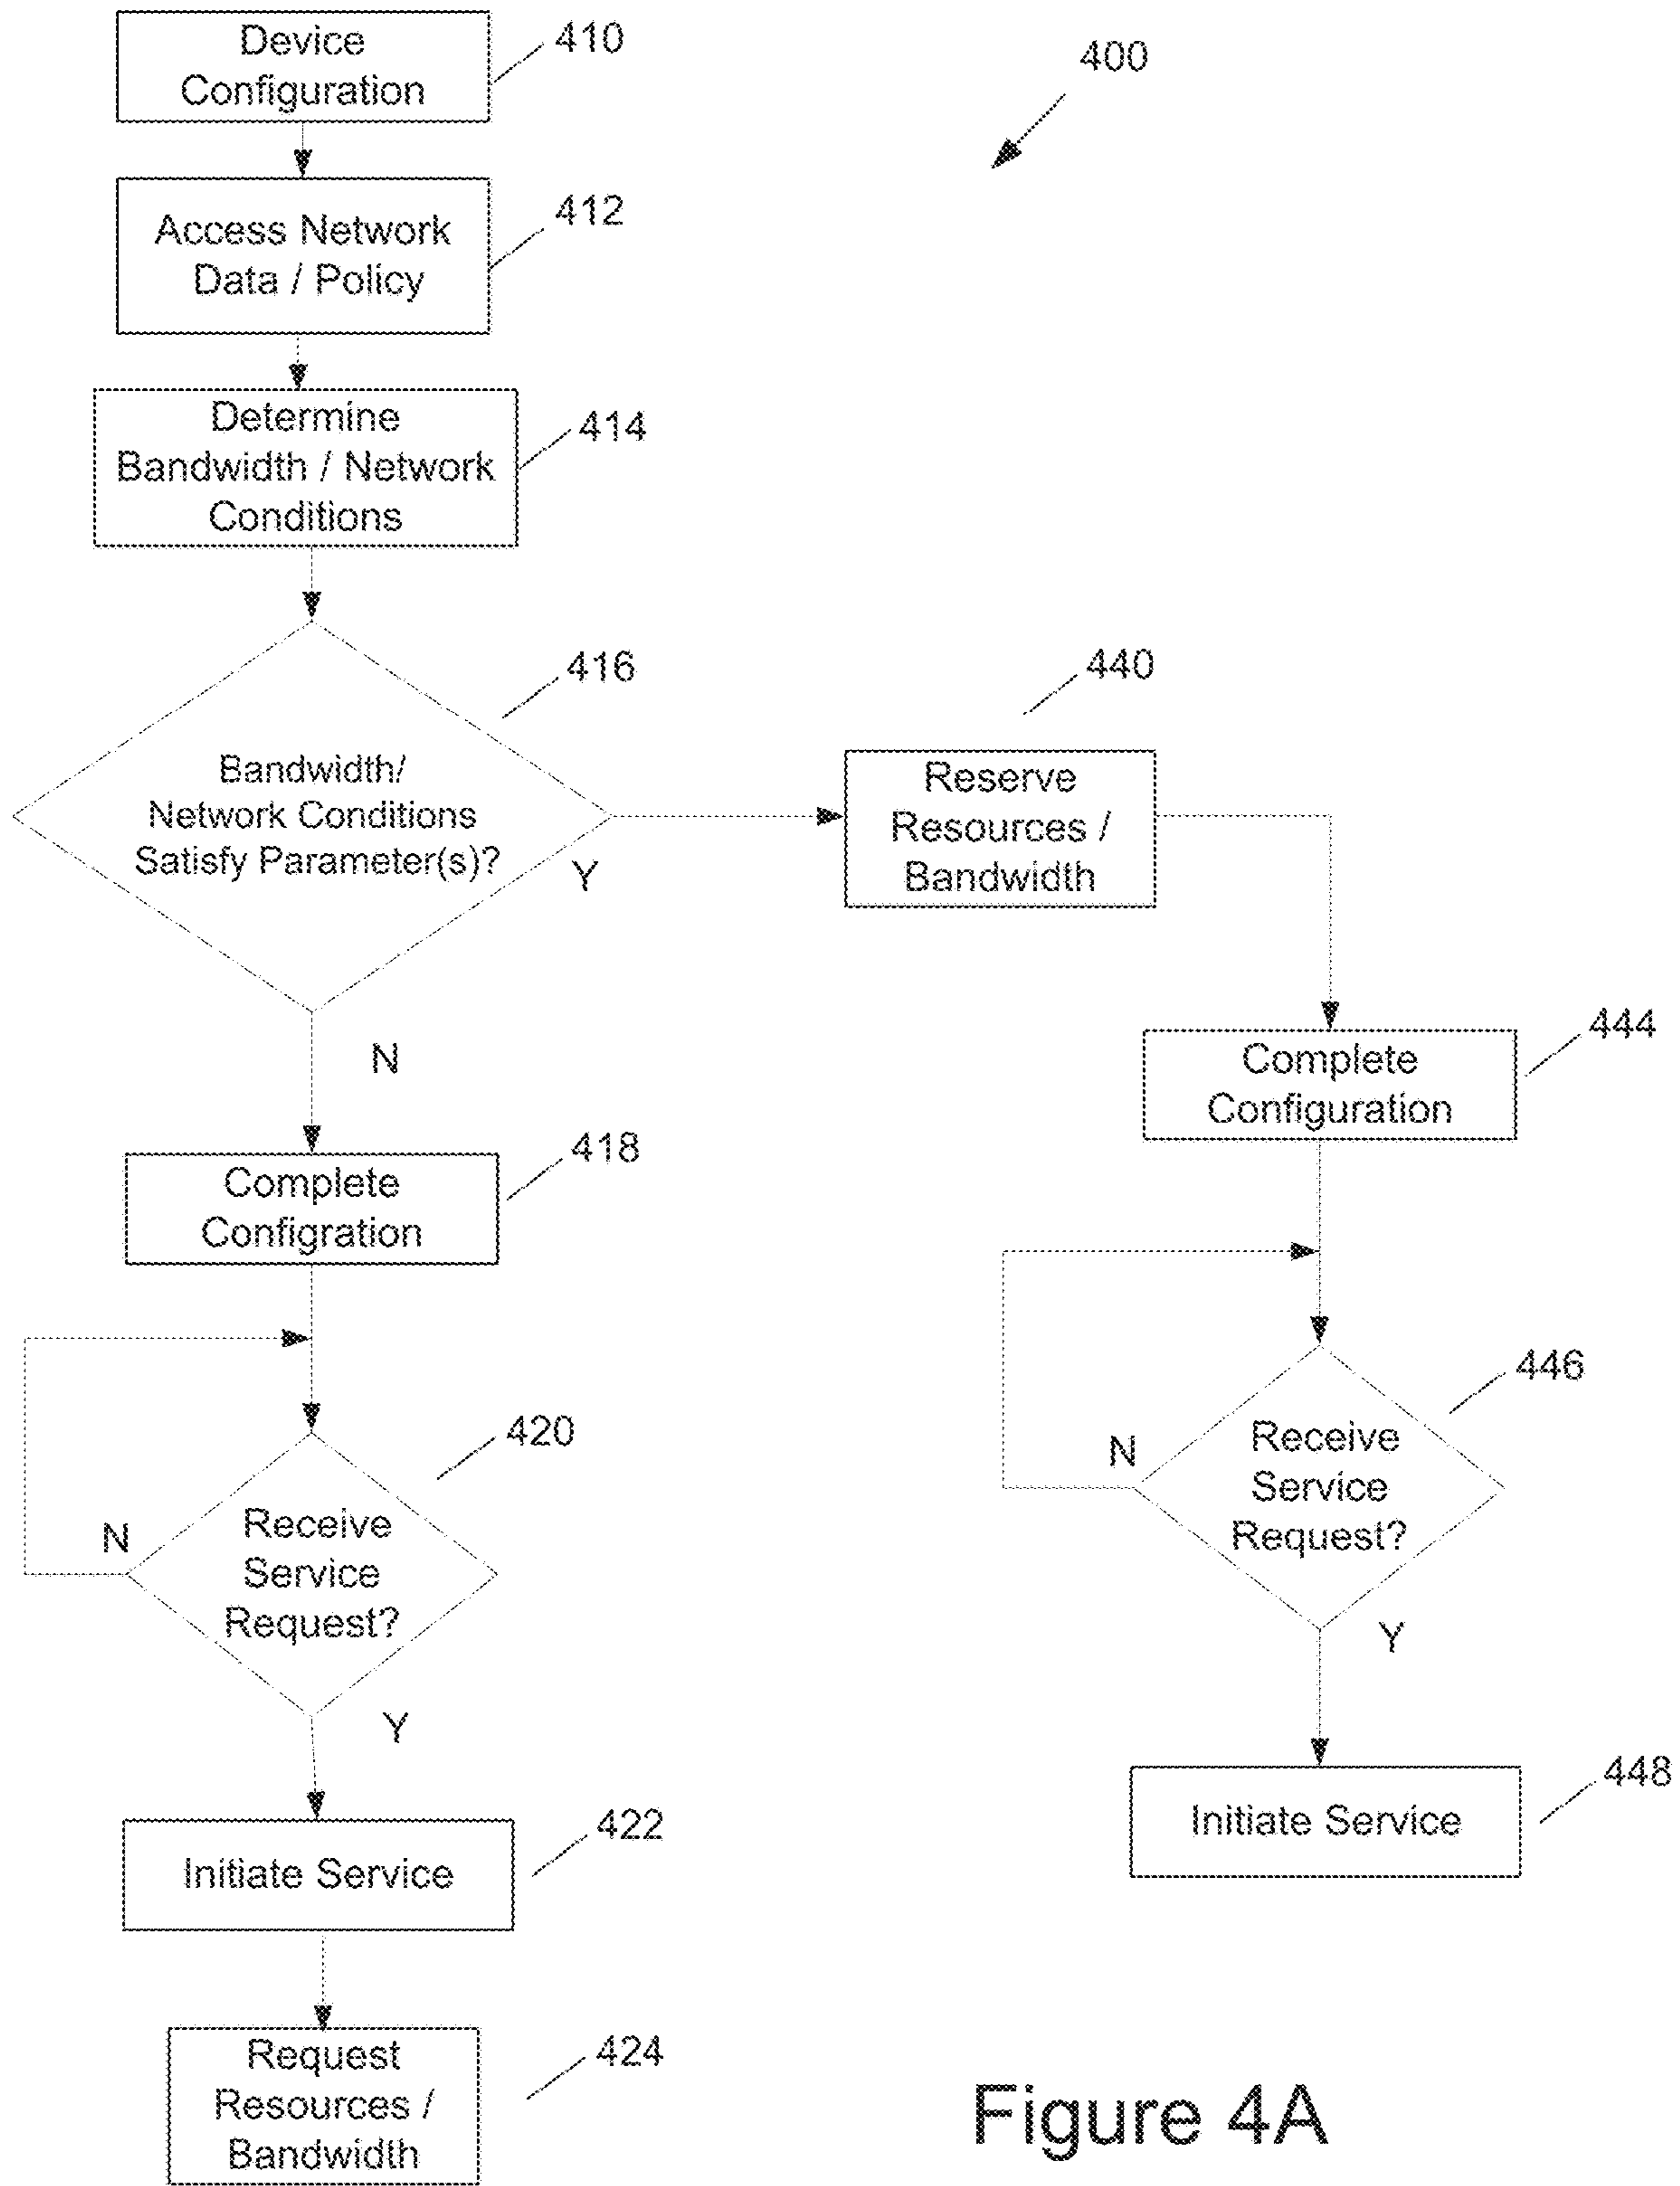 Device
Configuration
410
400
Access Network
Data / Policy
412
Determine
Bandwidth / Network
Conditions
414
Bandwidth/
Network Conditions
Satisfy Parameter(s)?
416
Y
N
Reserve
Resources /
Bandwidth
440
Complete
Configuration
444
Complete
Configration
418
Receive
Service
Request?
420
N
Y
Receive
Service
Request?
446
N
Y
Initiate Service
422
Initiate Service
448
Request
Resources /
Bandwidth
424
Figure 4A